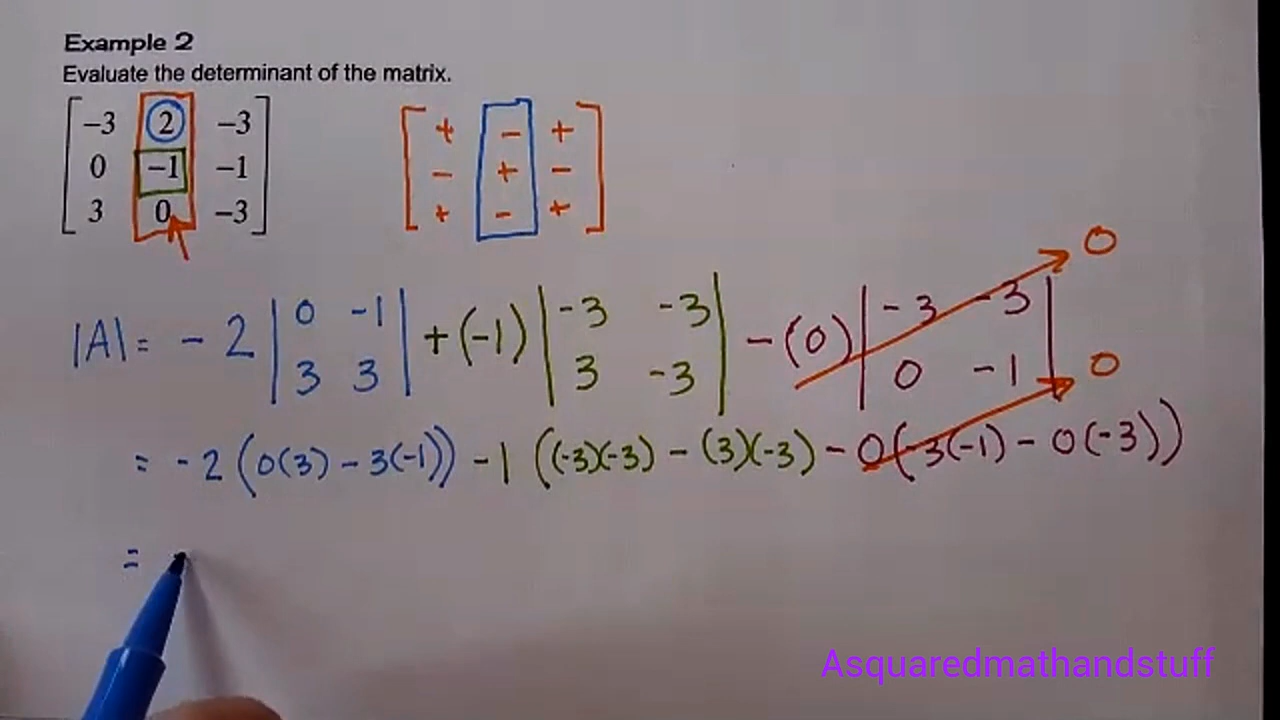 Example 2
Evaluate the determinant of the matrix.
−3 2 −3 + − +
0 −1 −1 − + −
3 0 −3 + − +
0
|A| = - 2 | 0 -1 | + (-1) | -3 -3 | - (0) | -3 -3 |
3 3 3 -3 0 -1 0
= -2 (0(3) - 3(-1)) -1 ((-3)(-3) - (3)(-3) - 0(-3(-1) - 0(-3))
=
Asquaredmathandstuff